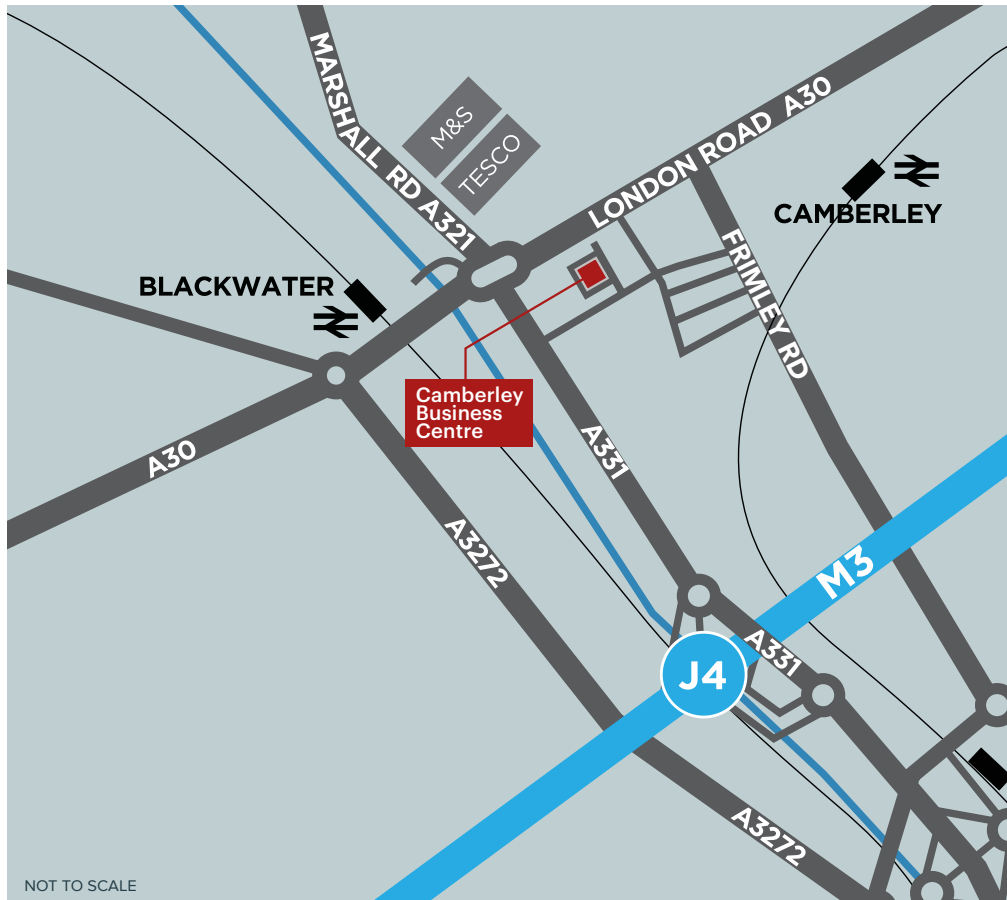 MARSHALL RD A321
M&S
TESCO
LONDON ROAD A30
CAMBERLEY
FRIMLEY RD
BLACKWATER
Camberley
Business
Centre
A30
A331
A3272
M3
A331
J4
A3272
NOT TO SCALE